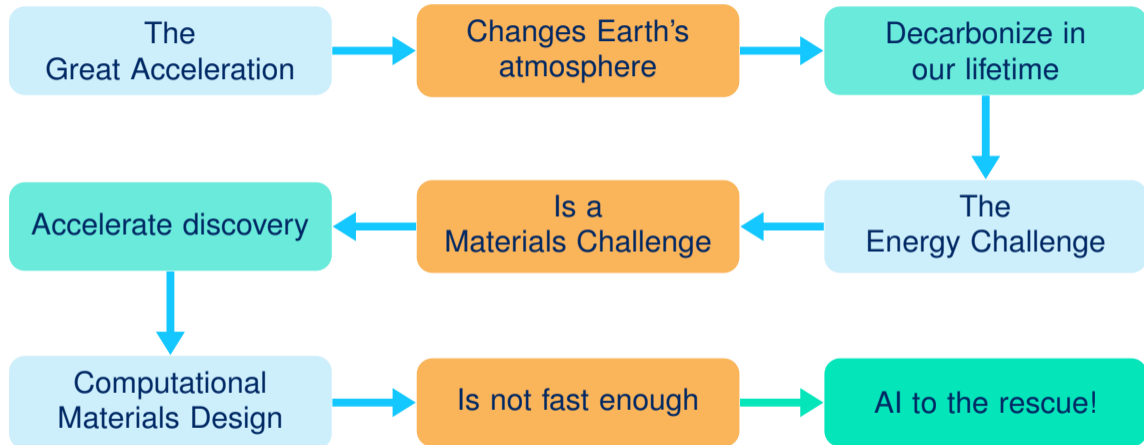 The
Great Acceleration
Changes Earth's
atmosphere
Decarbonize in
our lifetime
The
Energy Challenge
Is a
Materials Challenge
Accelerate discovery
Computational
Materials Design
Is not fast enough
AI to the rescue!